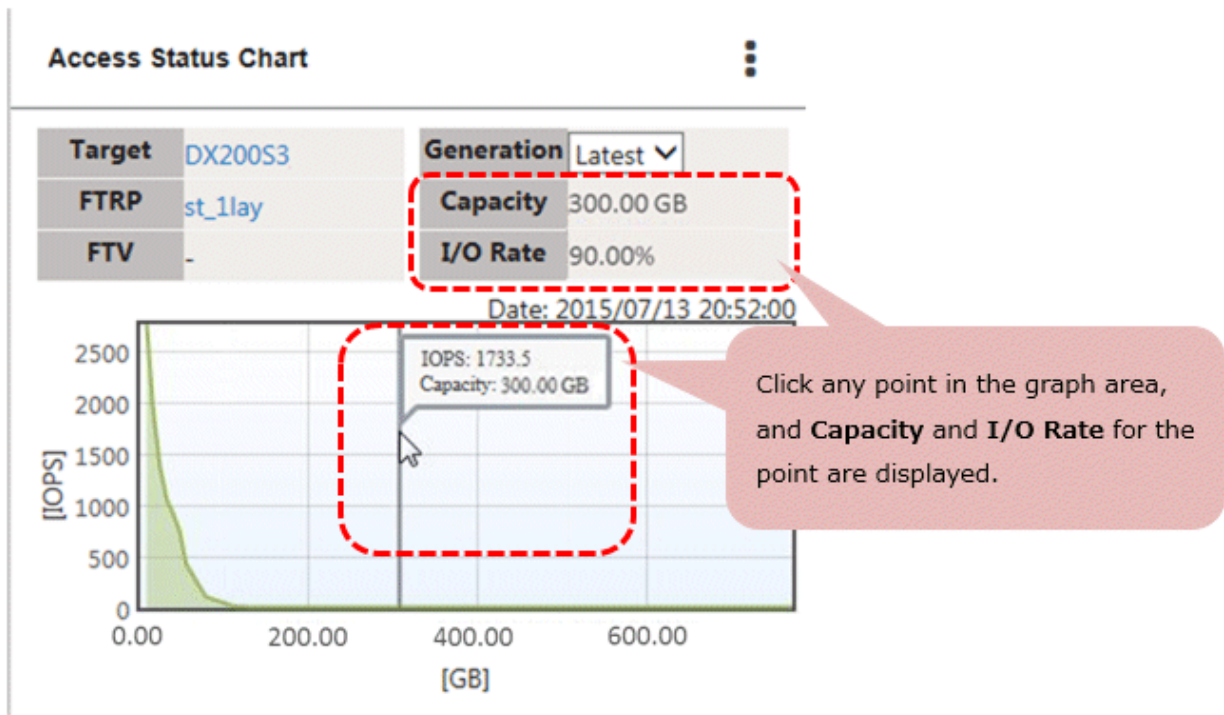 Access Status Chart
Target DX200S3 Generation Latest
FTRP st_1lay Capacity 300.00 GB
FTV - I/O Rate 90.00%
Date: 2015/07/13 20:52:00
IOPS: 1733.5
Capacity: 300.00 GB
Click any point in the graph area,
and Capacity and I/O Rate for the
point are displayed.
[IOPS]
2500
2000
1500
1000
500
0
0.00 200.00 400.00 600.00
[GB]